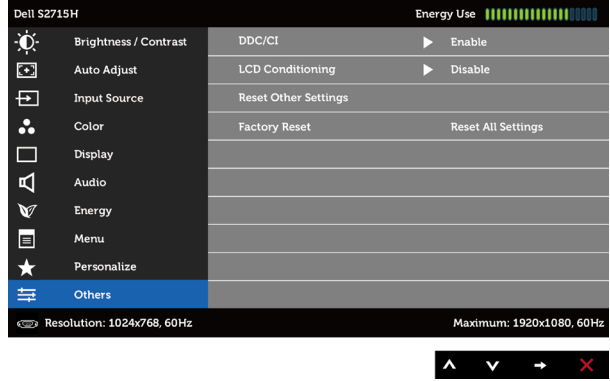 Dell S2715H Energy Use
Brightness / Contrast DDC/CI Enable
Auto Adjust LCD Conditioning Disable
Input Source Reset Other Settings
Color Factory Reset Reset All Settings
Display
Audio
Energy
Menu
Personalize
Others
Resolution: 1024x768, 60Hz Maximum: 1920x1080, 60Hz